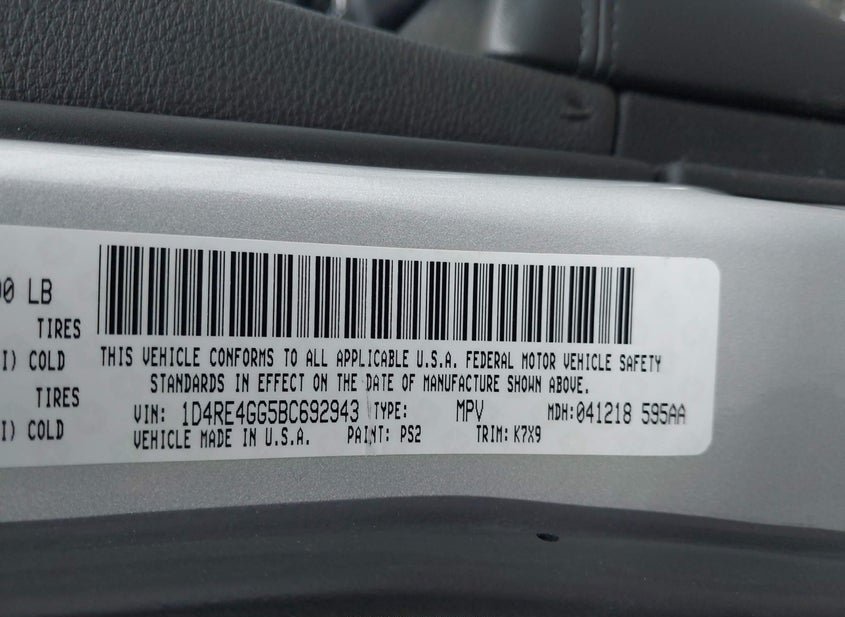 00 LB
TIRES
I) COLD
TIRES
I) COLD
THIS VEHICLE CONFORMS TO ALL APPLICABLE U.S.A. FEDERAL MOTOR VEHICLE SAFETY
STANDARDS IN EFFECT ON THE DATE OF MANUFACTURE SHOWN ABOVE.
VIN: 1D4RE4GG5BC692943 TYPE: MPV MDH:041218 595AA
VEHICLE MADE IN U.S.A. PAINT: PS2 TRIM: K7X9